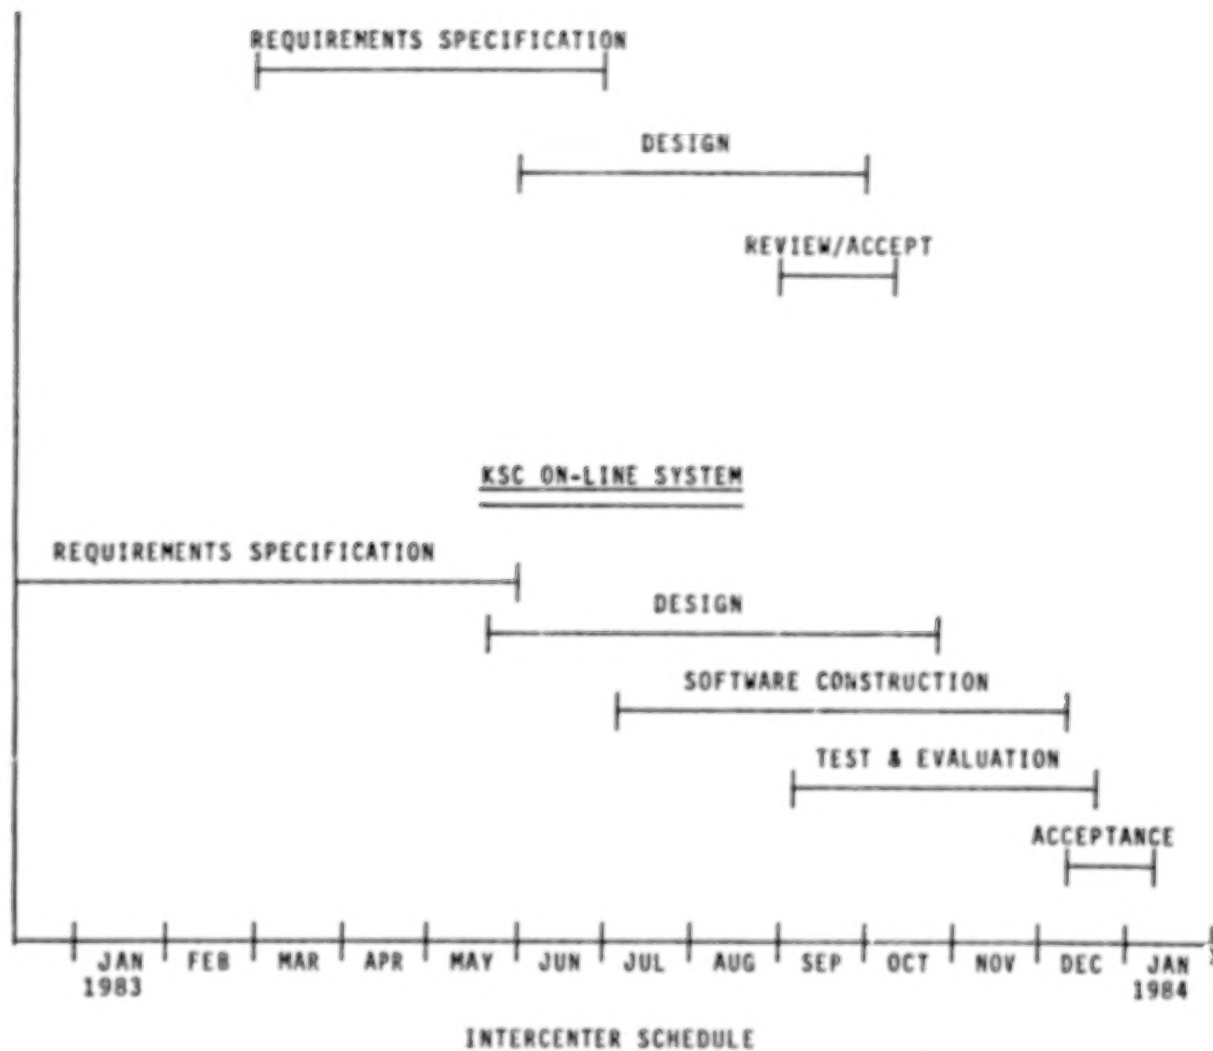 REQUIREMENTS SPECIFICATION
DESIGN
REVIEW/ACCEPT
KSC ON-LINE SYSTEM
REQUIREMENTS SPECIFICATION
DESIGN
SOFTWARE CONSTRUCTION
TEST & EVALUATION
ACCEPTANCE
JAN FEB MAR APR MAY JUN JUL AUG SEP OCT NOV DEC JAN
1983 1984
INTERCENTER SCHEDULE